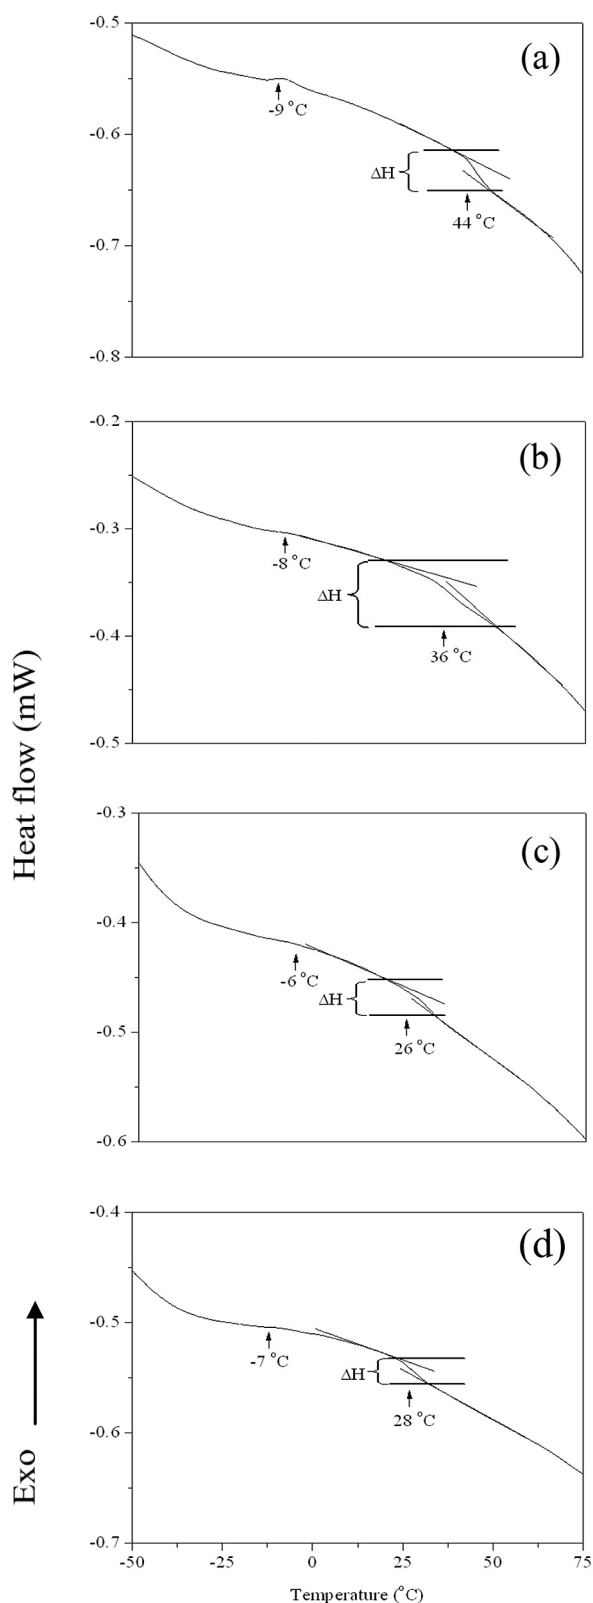 -0.5
(a)
-9 °C
-0.6
ΔH
44 °C
-0.7
-0.8
-0.2
(b)
-0.3
-8 °C
ΔH
-0.4
36 °C
-0.5
Heat flow (mW)
-0.3
(c)
-0.4
-6 °C
ΔH
-0.5
26 °C
-0.6
-0.4
(d)
-0.5
-7 °C
ΔH
28 °C
-0.6
Exo
-0.7
-50 -25 0 25 50 75
Temperature (°C)